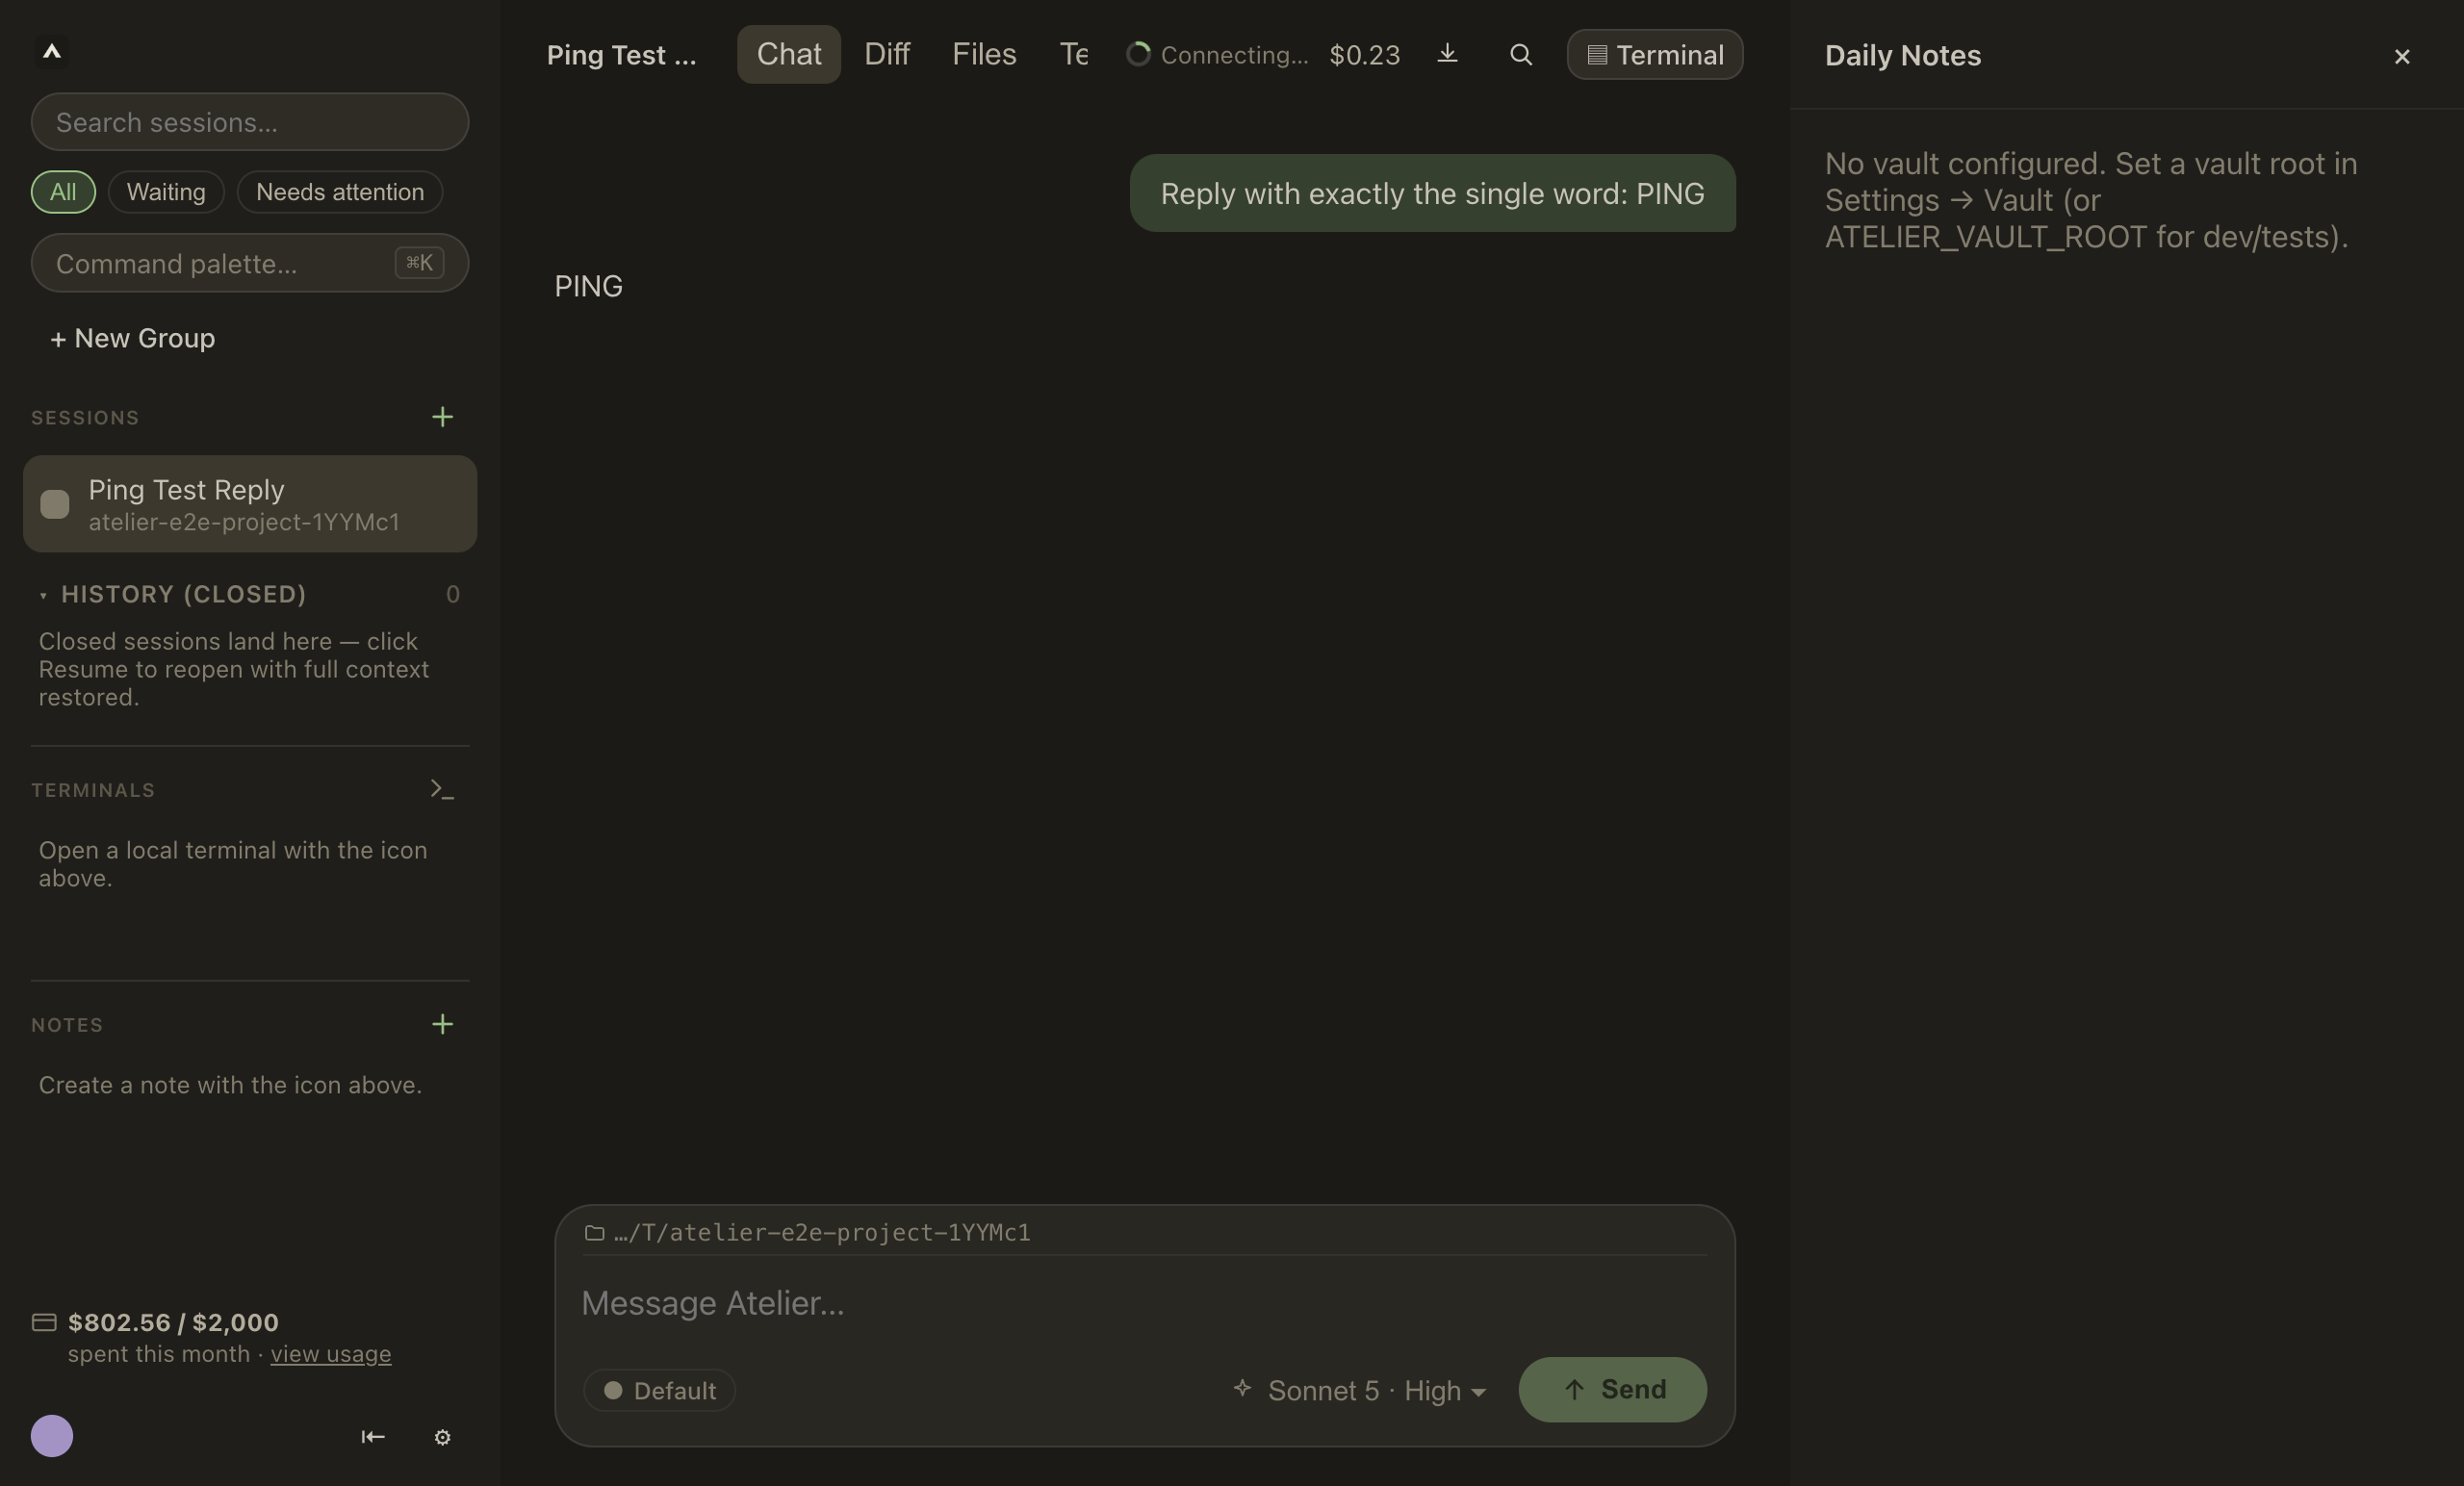 Search sessions...
All
Waiting
Needs attention
Command palette...
⌘K
+ New Group
SESSIONS
Ping Test Reply
atelier-e2e-project-1YYMc1
HISTORY (CLOSED)
0
Closed sessions land here — click
Resume to reopen with full context
restored.
TERMINALS
Open a local terminal with the icon
above.
NOTES
Create a note with the icon above.
$802.56 / $2,000
spent this month · view usage
Ping Test ...
Chat
Diff
Files
Te
Connecting...
$0.23
Terminal
Reply with exactly the single word: PING
PING
…/T/atelier-e2e-project-1YYMc1
Message Atelier...
Default
Sonnet 5 · High
Send
Daily Notes
No vault configured. Set a vault root in
Settings → Vault (or
ATELIER_VAULT_ROOT for dev/tests).